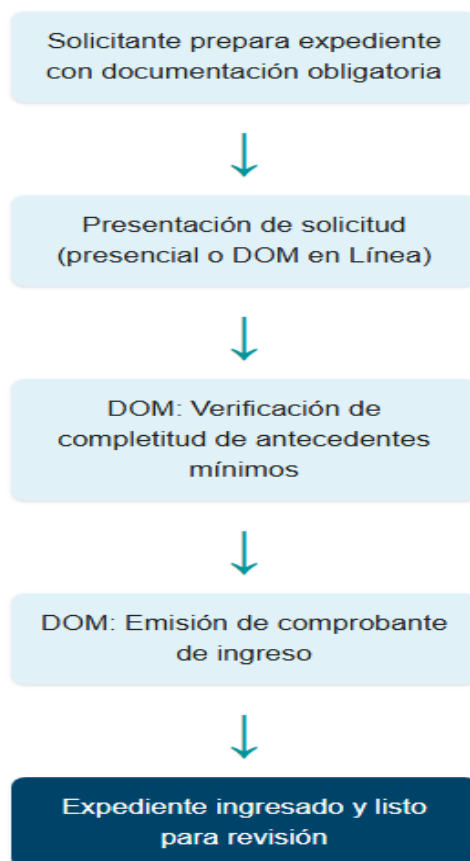 Solicitante prepara expediente
con documentación obligatoria
Presentación de solicitud
(presencial o DOM en Línea)
DOM: Verificación de
completitud de antecedentes
mínimos
DOM: Emisión de comprobante
de ingreso
Expediente ingresado y listo
para revisión